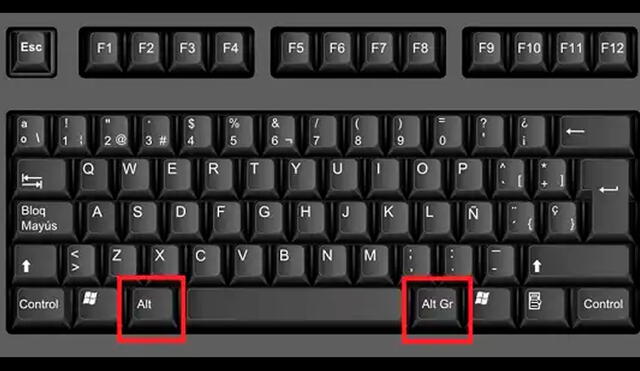 Esc F1 F2 F3 F4 F5 F6 F7 F8 F9 F10 F11 F12
a ! " · $ % & / ( ) = ? ¿
o \ 1 ¦ 2 @ 3 # 4 5 6 ¬ 7 8 9 0 ' ¡
Q W E R T Y U I O P ^ *
` [ + ]
Bloq A S D F G H J K L Ñ ¨ ç
Mayús ´ { }
< Z X C V B N M ; : _
> , . -
Control Alt Alt Gr Control